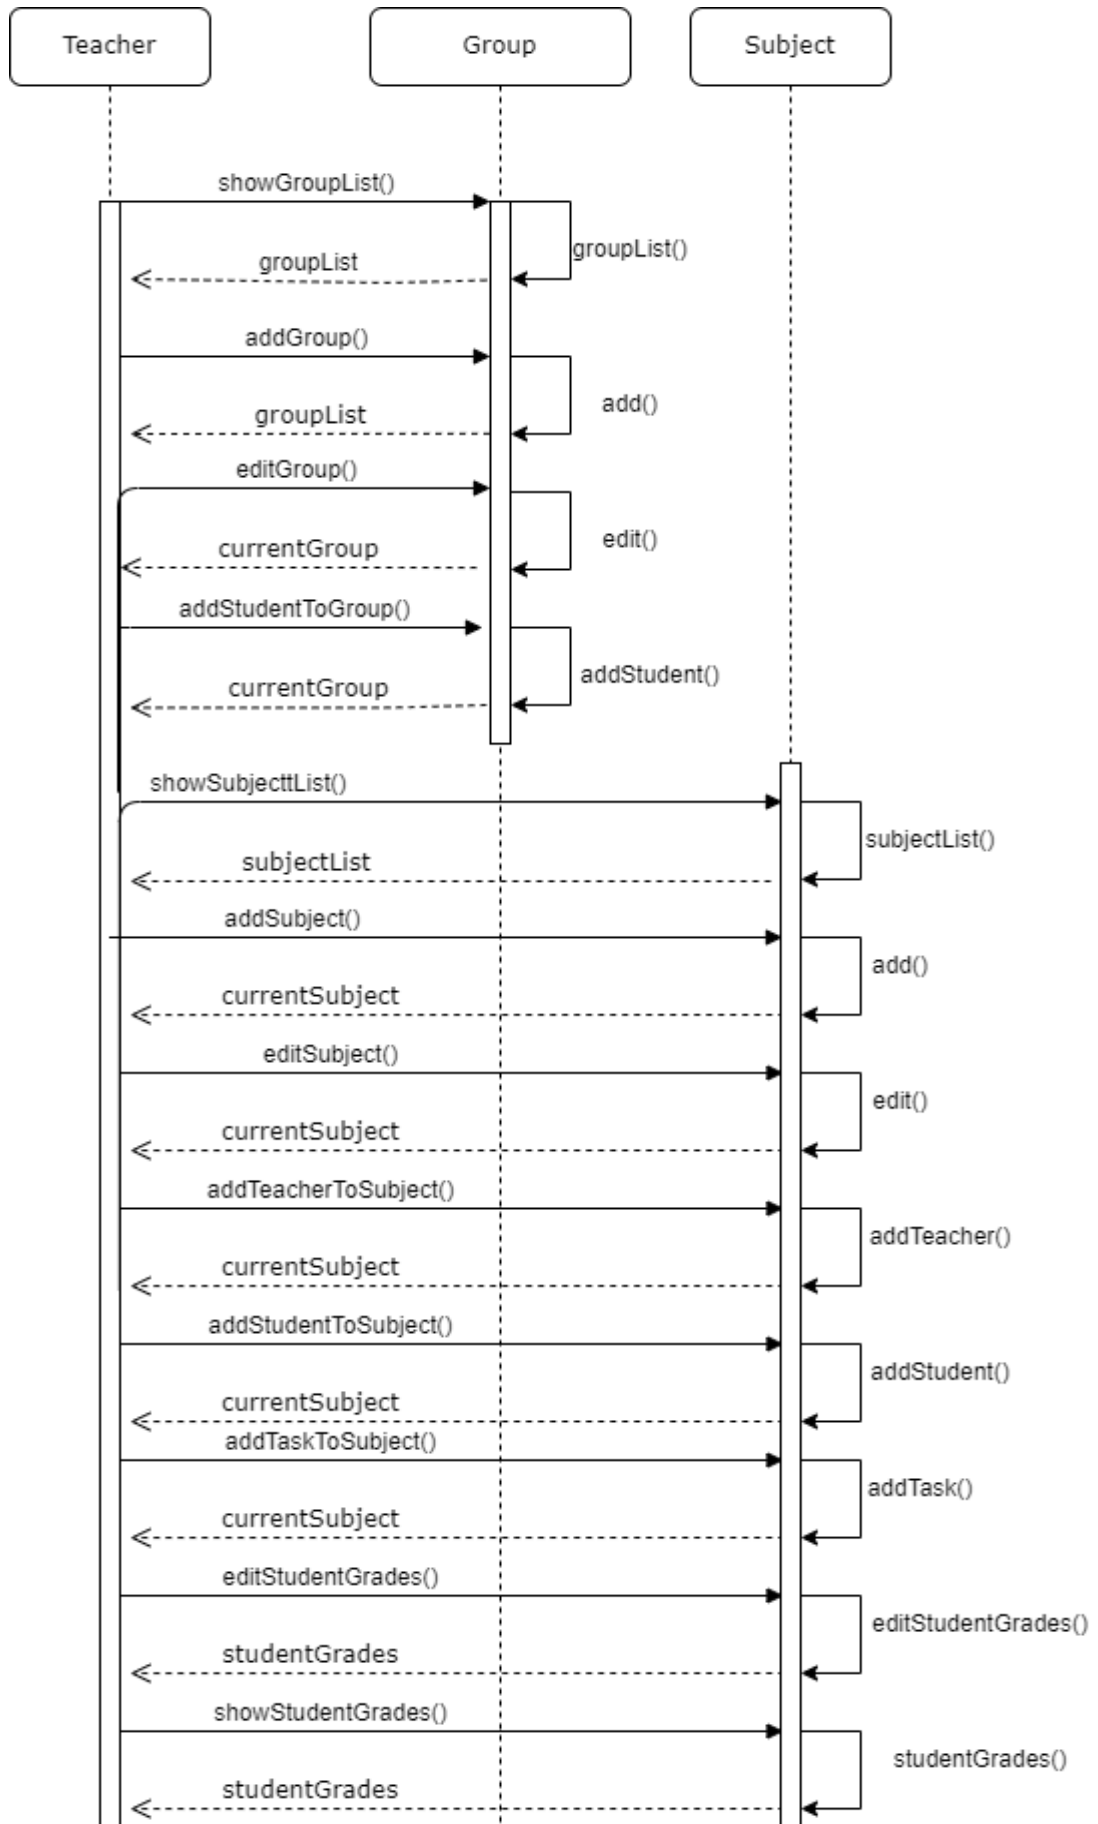 Teacher
Group
Subject
showGroupList()
groupList()
groupList
addGroup()
add()
groupList
editGroup()
edit()
currentGroup
addStudentToGroup()
addStudent()
currentGroup
showSubjecttList()
subjectList()
subjectList
addSubject()
add()
currentSubject
editSubject()
edit()
currentSubject
addTeacherToSubject()
addTeacher()
currentSubject
addStudentToSubject()
addStudent()
currentSubject
addTaskToSubject()
addTask()
currentSubject
editStudentGrades()
editStudentGrades()
studentGrades
showStudentGrades()
studentGrades()
studentGrades